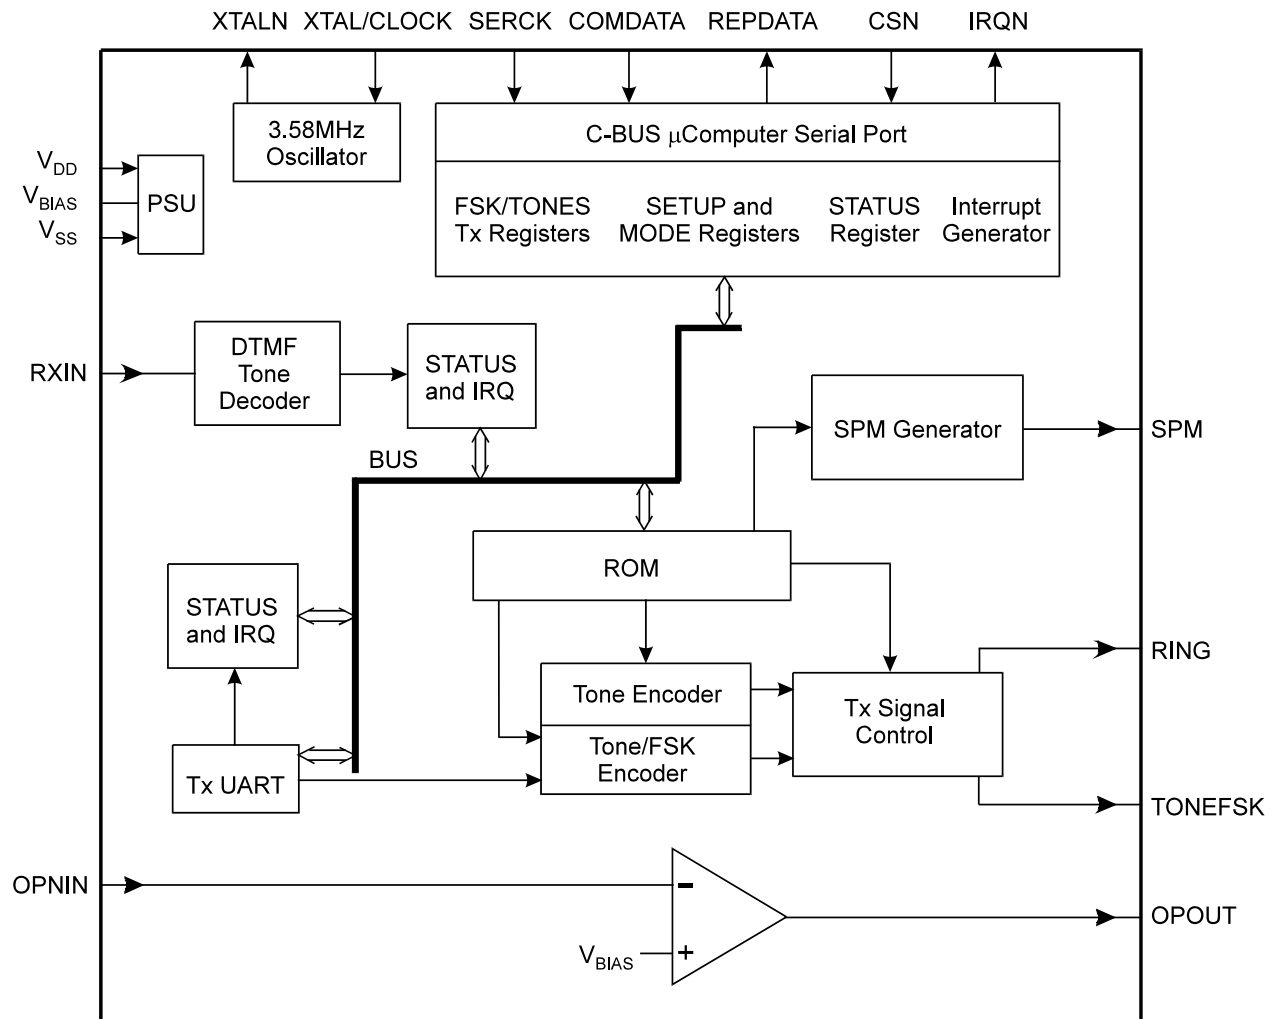 XTALN XTAL/CLOCK SERCK COMDATA REPDATA CSN IRQN
3.58MHz
Oscillator
C-BUS μComputer Serial Port
FSK/TONES
Tx Registers
SETUP and
MODE Registers
STATUS
Register
Interrupt
Generator
VDD
VBIAS
VSS
PSU
RXIN
DTMF
Tone
Decoder
STATUS
and IRQ
BUS
SPM Generator
SPM
ROM
STATUS
and IRQ
Tx UART
Tone Encoder
Tone/FSK
Encoder
Tx Signal
Control
RING
TONEFSK
OPNIN
-
+
VBIAS
OPOUT